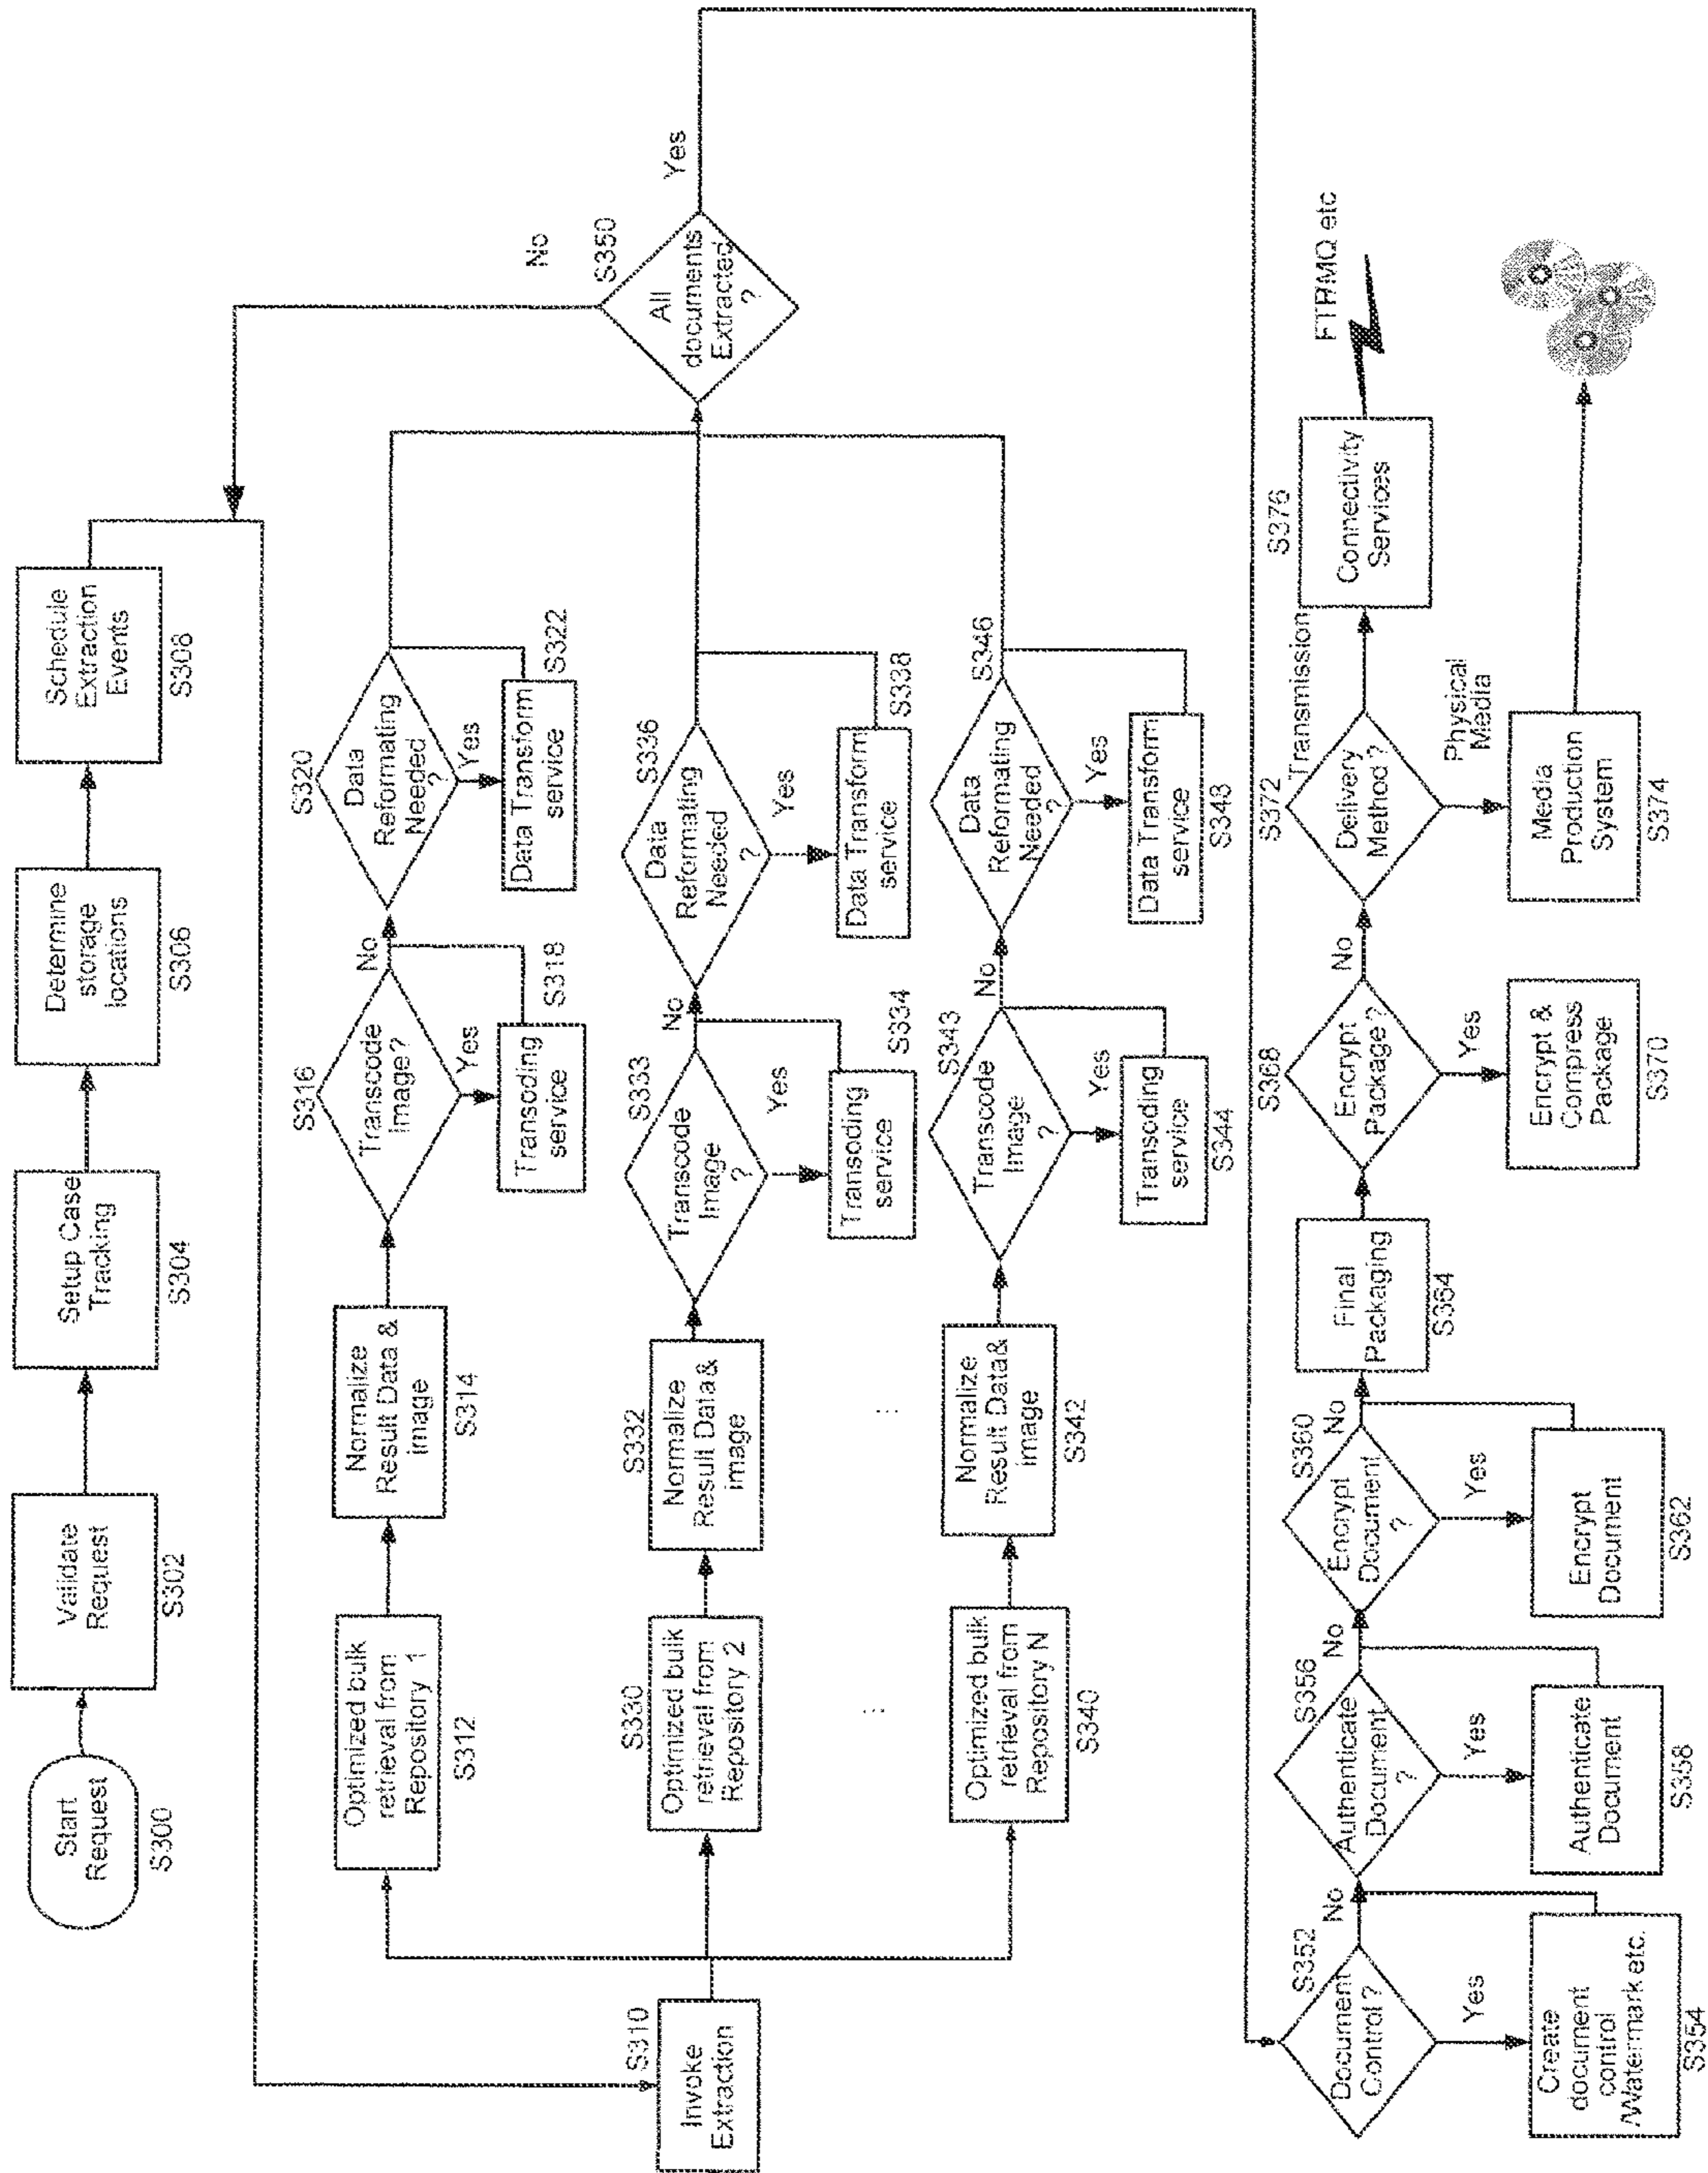 Start
Request
S300
Validate
Request
S302
Setup Case
Tracking
S304
Determine
storage
locations
S306
Schedule
Extraction
Events
S308
Invoke
Extraction
S310
Optimized bulk
retrieval from
Repository 1
S312
Normalize
Result Data &
image
S314
Transcode
Image?
S316
Yes
No
Transcoding
service
S318
Data
Reformating
Needed
?
S320
Yes
Data Transform
service
S322
Optimized bulk
retrieval from
Repository 2
S330
Normalize
Result Data &
image
S332
Transcode
Image
?
S333
Yes
No
Transcoding
service
S334
Data
Reformating
Needed
?
S336
Yes
Data Transform
service
S338
...
...
Optimized bulk
retrieval from
Repository N
S340
Normalize
Result Data &
image
S342
Transcode
Image
?
S343
Yes
No
Transcoding
service
S344
Data
Reformating
Needed
?
S346
Yes
Data Transform
service
S348
All
documents
Extracted
?
S350
No
Yes
Document
Control?
S352
Yes
No
Create
document
control
/Watermark etc.
S354
Authenticate
Document
?
S356
Yes
No
Authenticate
Document
S358
Encrypt
Document
?
S360
Yes
No
Encrypt
Document
S362
Final
Packaging
S364
Encrypt
Package?
S368
Yes
No
Encrypt &
Compress
Package
S370
Delivery
Method?
S372
Transmission
Physical
Media
Media
Production
System
S374
Connectivity
Services
S376
FTP,MQ etc